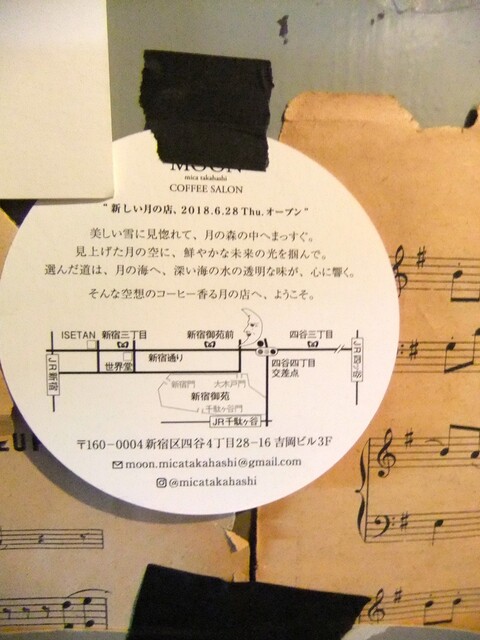 MOON
mica takahashi
COFFEE SALON
"新しい月の店、2018.6.28 Thu. オープン"
美しい雪に見惚れて、月の森の中へまっすぐ。
見上げた月の空に、鮮やかな未来の光を掴んで。
選んだ道は、月の海へ、深い海の水の透明な味が、心に響く。
そんな空想のコーヒー香る月の店へ、ようこそ。
ISETAN 新宿三丁目 新宿御苑前 四谷三丁目
JR新宿 世界堂 新宿通り 四谷四丁目 JR四ッ谷
交差点
新宿門 大木戸門
新宿御苑
千駄ヶ谷門
JR千駄ヶ谷
〒160-0004 新宿区四谷4丁目28-16 吉岡ビル3F
moon.micatakahashi@gmail.com
@micatakahashi